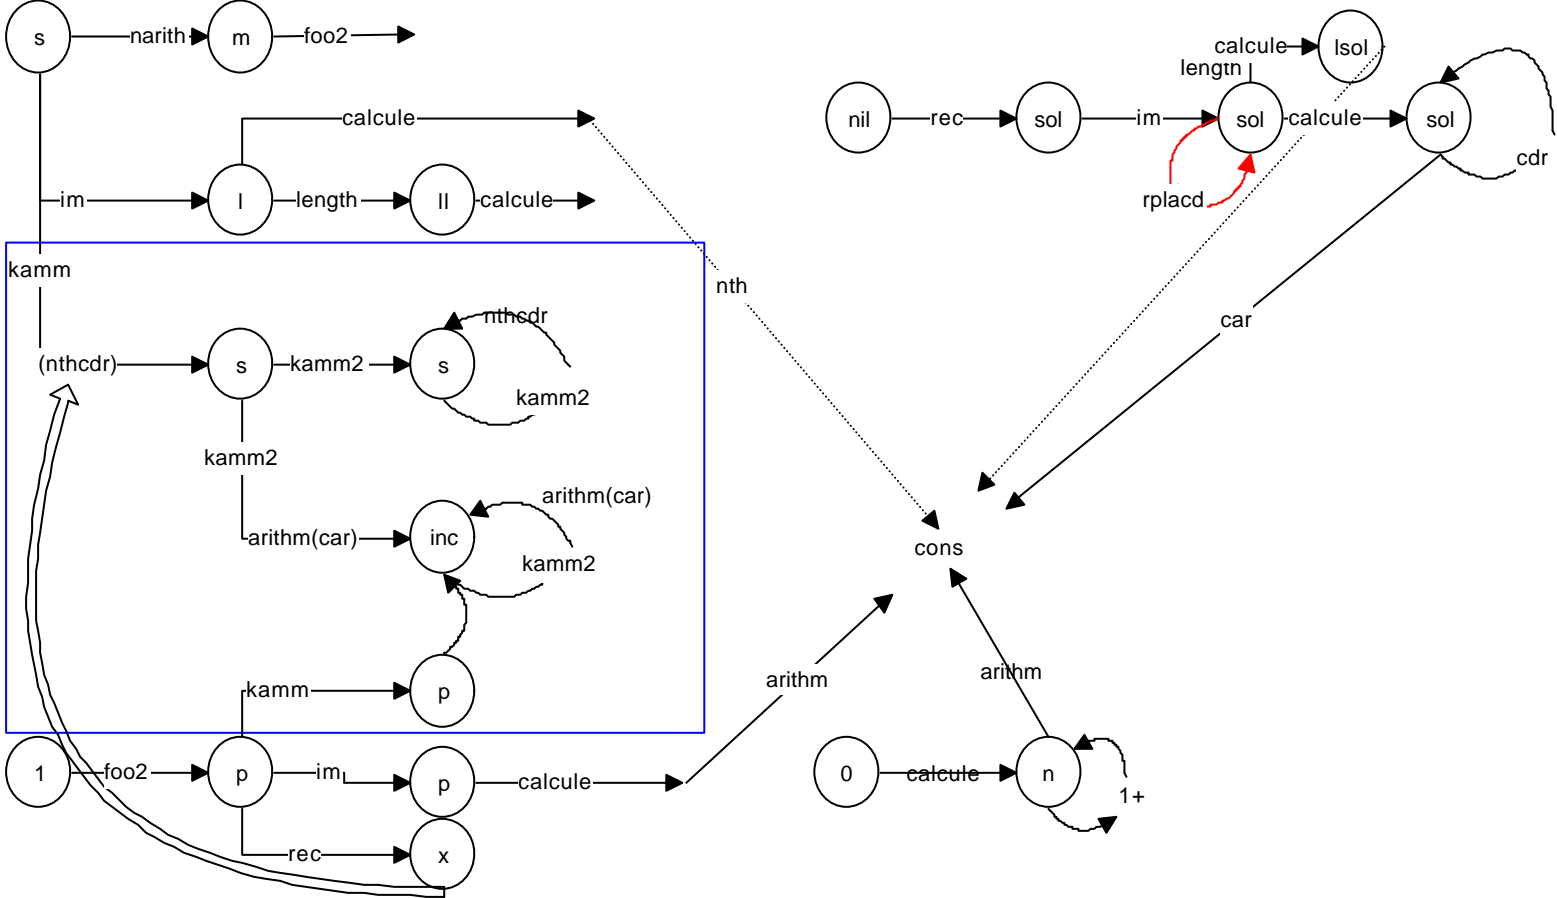 s narith m foo2
calcule lsol
length
calcule
nil rec sol im sol calcule sol
cdr
im l length ll calcule
rplacd
kamm
nth
nthcdr
car
(nthcdr) s kamm2 s
kamm2
kamm2
arithm(car)
arithm(car) inc
cons
kamm2
arithm
arithm
kamm p
1 foo2 p im p calcule
0 calcule n
1+
rec x